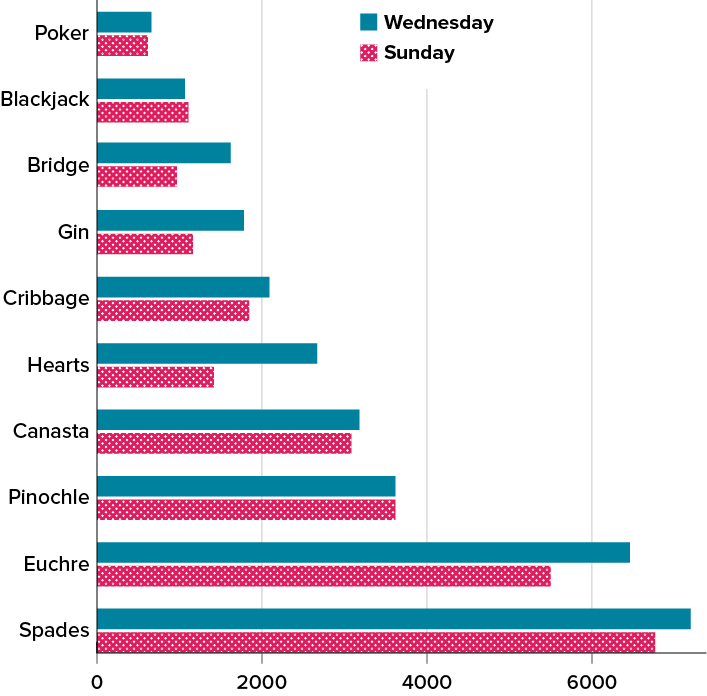 Wednesday
Sunday
Poker
Blackjack
Bridge
Gin
Cribbage
Hearts
Canasta
Pinochle
Euchre
Spades
0 2000 4000 6000